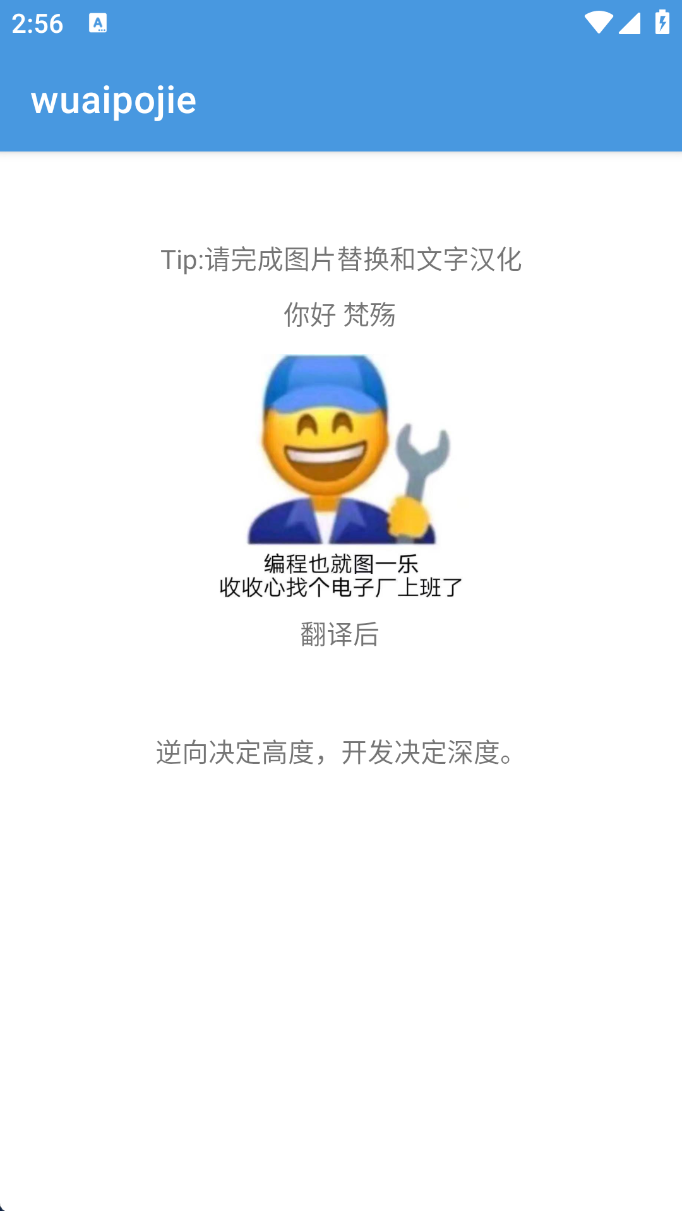 2:56
A
wuaipojie
Tip:请完成图片替换和文字汉化
你好 梵殇
编程也就图一乐
收收心找个电子厂上班了
翻译后
逆向决定高度，开发决定深度。